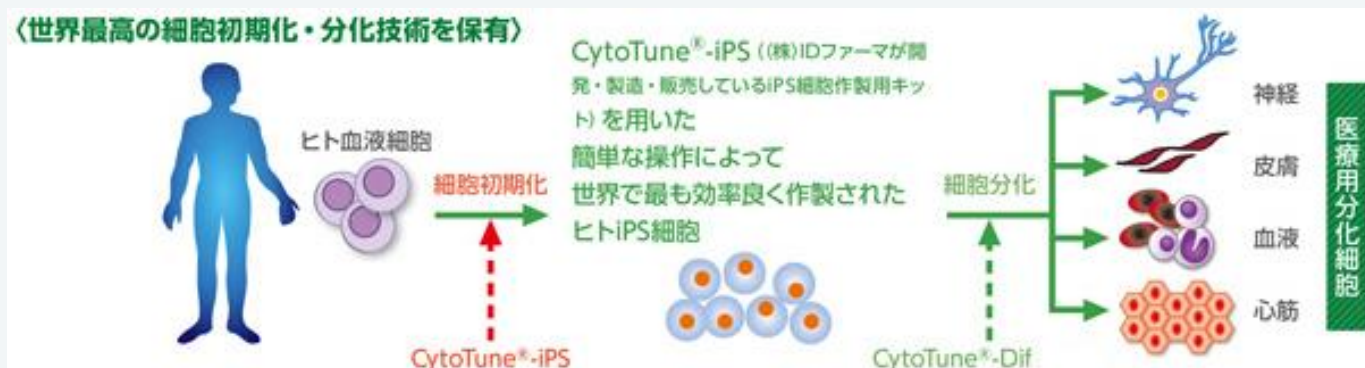 〈世界最高の細胞初期化・分化技術を保有〉
ヒト血液細胞
細胞初期化
CytoTune®-iPS
CytoTune®-iPS（(株)IDファーマが開
発・製造・販売しているiPS細胞作製用キッ
ト）を用いた
簡単な操作によって
世界で最も効率良く作製された
ヒトiPS細胞
細胞分化
CytoTune®-Dif
神経
皮膚
血液
心筋
医療用分化細胞